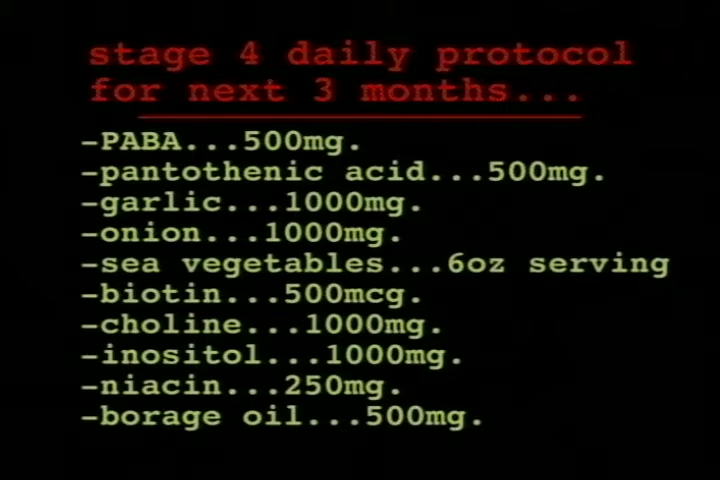 stage 4 daily protocol
for next 3 months...
-PABA...500mg.
-pantothenic acid...500mg.
-garlic...1000mg.
-onion...1000mg.
-sea vegetables...6oz serving
-biotin...500mcg.
-choline...1000mg.
-inositol...1000mg.
-niacin...250mg.
-borage oil...500mg.